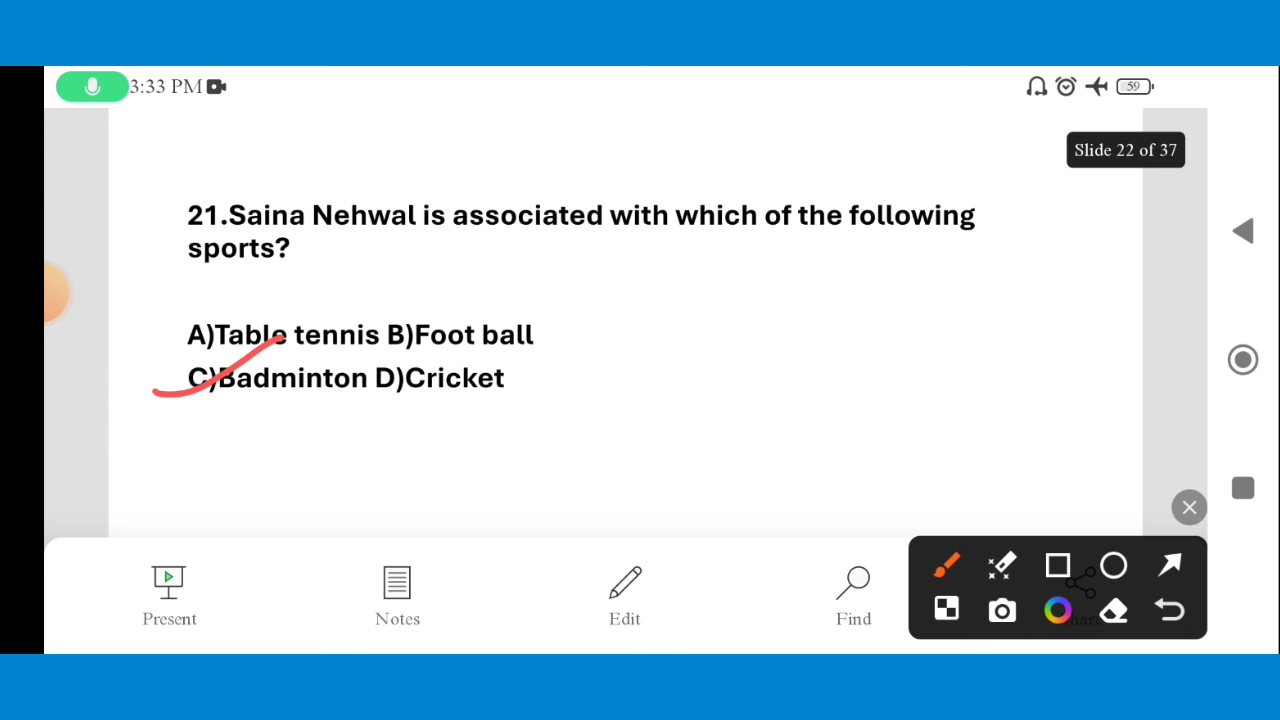 3:33 PM
59
Slide 22 of 37
21.Saina Nehwal is associated with which of the following
sports?
A)Table tennis B)Foot ball
C)Badminton D)Cricket
Present
Notes
Edit
Find